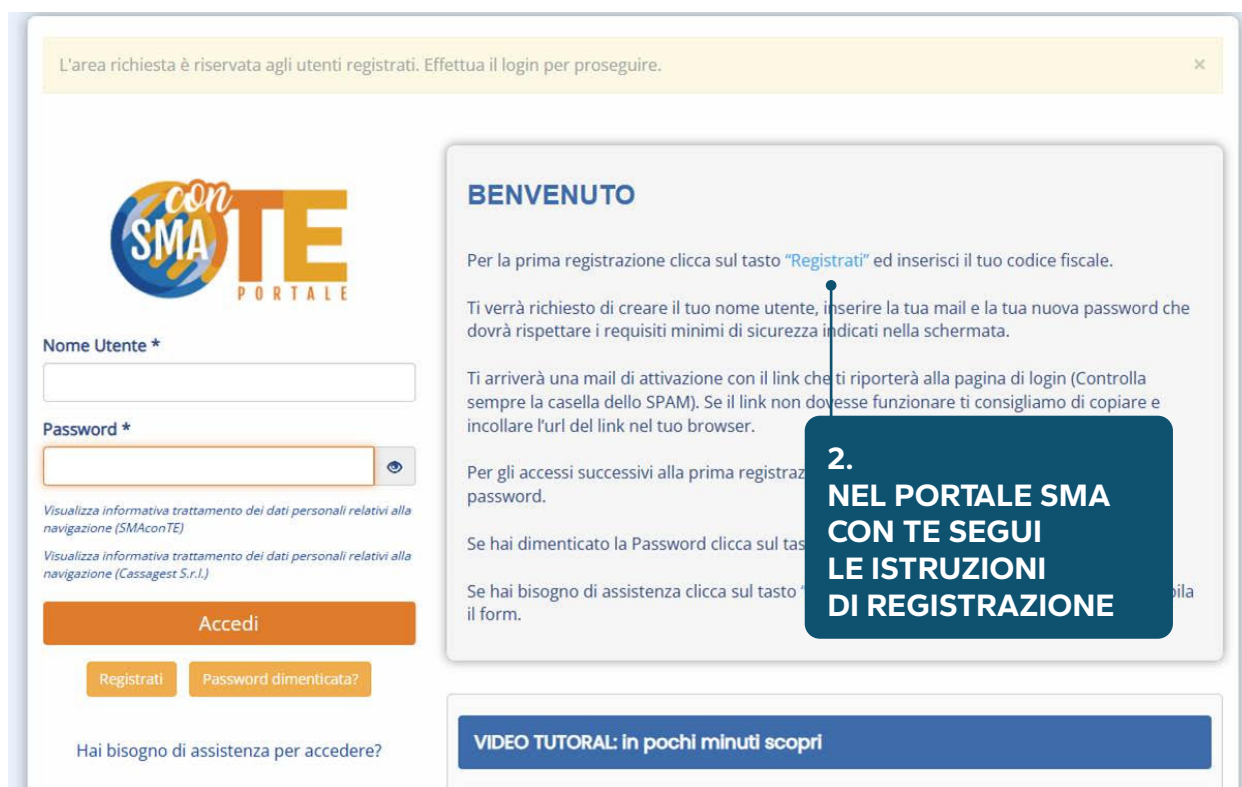 L'area richiesta è riservata agli utenti registrati. Effettua il login per proseguire.
×
con
SMA TE
PORTALE
Nome Utente *
Password *
Visualizza informativa trattamento dei dati personali relativi alla
navigazione (SMAconTE)
Visualizza informativa trattamento dei dati personali relativi alla
navigazione (Cassagest S.r.l.)
Accedi
Registrati
Password dimenticata?
Hai bisogno di assistenza per accedere?
BENVENUTO
Per la prima registrazione clicca sul tasto “Registrati” ed inserisci il tuo codice fiscale.
Ti verrà richiesto di creare il tuo nome utente, inserire la tua mail e la tua nuova password che
dovrà rispettare i requisiti minimi di sicurezza indicati nella schermata.
Ti arriverà una mail di attivazione con il link che ti riporterà alla pagina di login (Controlla
sempre la casella dello SPAM). Se il link non dovesse funzionare ti consigliamo di copiare e
incollare l'url del link nel tuo browser.
Per gli accessi successivi alla prima
password.
Se hai dimenticato la Password clicca sul
Se hai bisogno di assistenza clicca sul tasto
il form.
2.
NEL PORTALE SMA
CON TE SEGUI
LE ISTRUZIONI
DI REGISTRAZIONE
VIDEO TUTORAL: in pochi minuti scopri